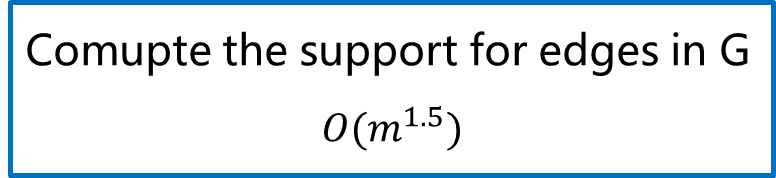 Comupte the support for edges in G
O(m^{1.5})